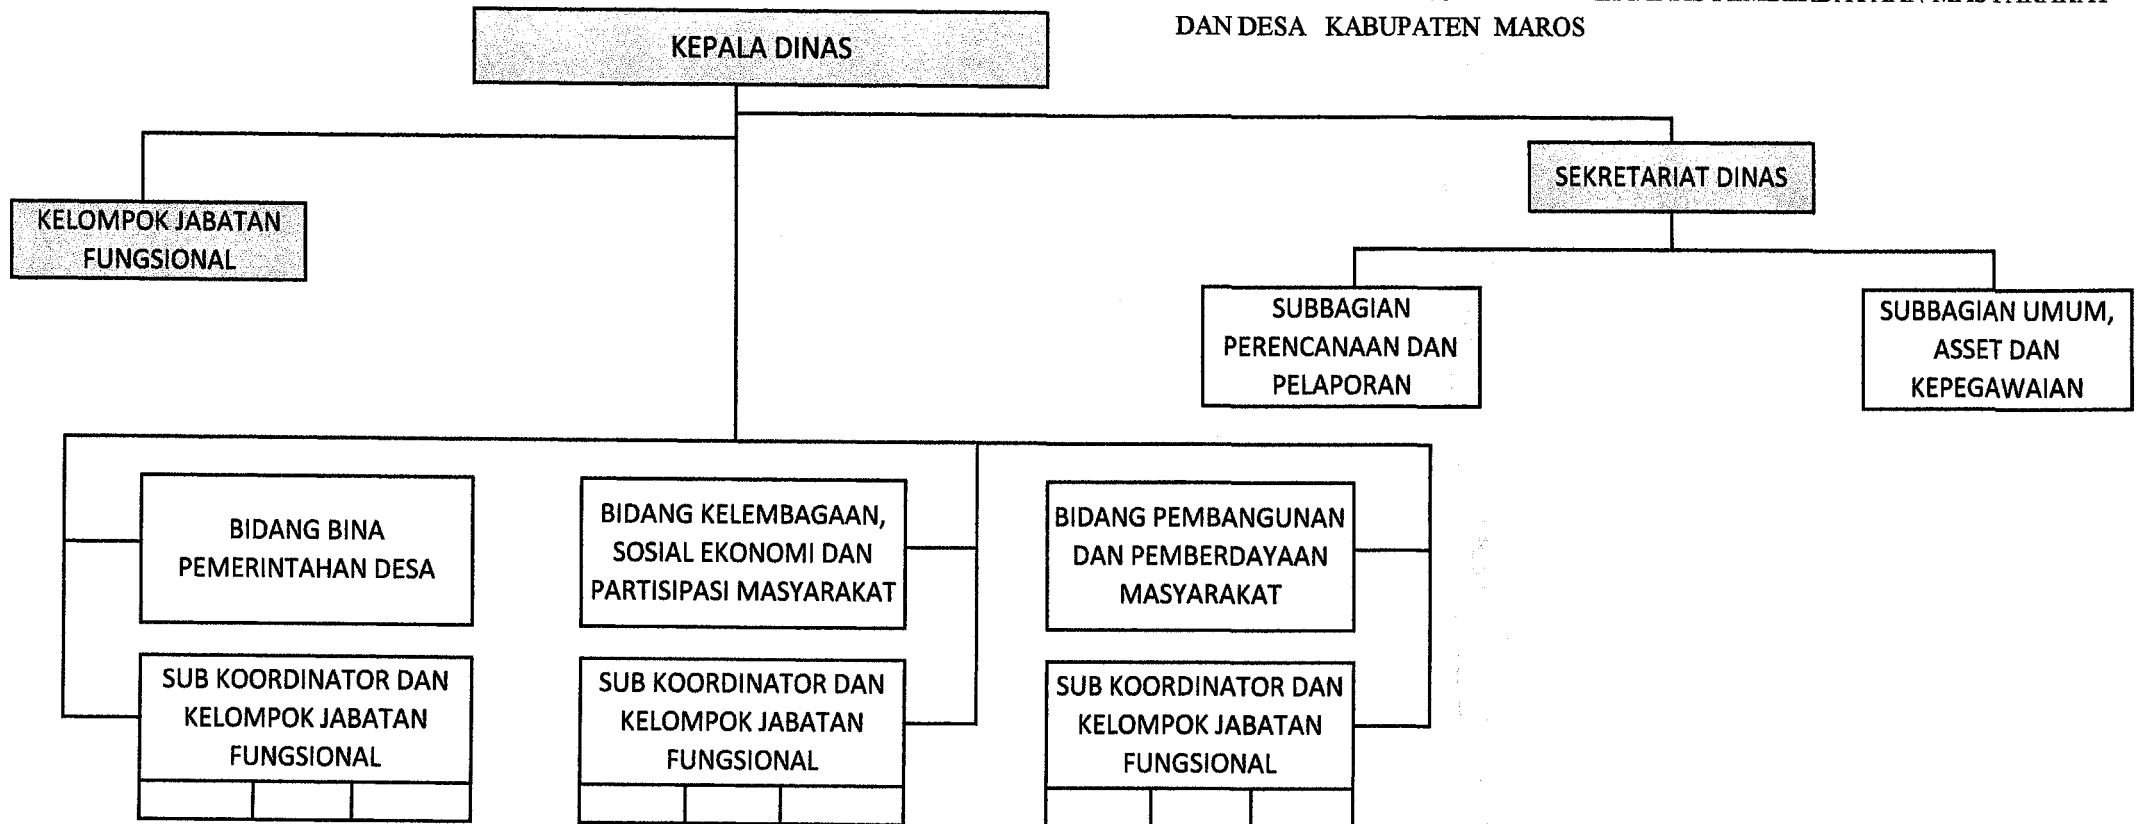 DAN DESA KABUPATEN MAROS
KEPALA DINAS
SEKRETARIAT DINAS
KELOMPOK JABATAN
FUNGSIONAL
SUBBAGIAN
PERENCANAAN DAN
PELAPORAN
SUBBAGIAN UMUM,
ASSET DAN
KEPEGAWAIAN
BIDANG BINA
PEMERINTAHAN DESA
BIDANG KELEMBAGAAN,
SOSIAL EKONOMI DAN
PARTISIPASI MASYARAKAT
BIDANG PEMBANGUNAN
DAN PEMBERDAYAAN
MASYARAKAT
SUB KOORDINATOR DAN
KELOMPOK JABATAN
FUNGSIONAL
SUB KOORDINATOR DAN
KELOMPOK JABATAN
FUNGSIONAL
SUB KOORDINATOR DAN
KELOMPOK JABATAN
FUNGSIONAL